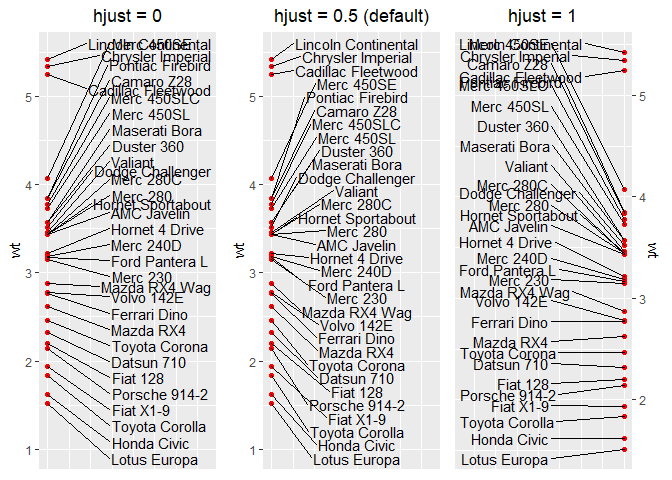 hjust = 0
Lincoln Continental
Merc 450SE
Chrysler Imperial
Pontiac Firebird
Camaro Z28
Cadillac Fleetwood
Merc 450SLC
Merc 450SL
Maserati Bora
Duster 360
Valiant
Dodge Challenger
Merc 280C
Merc 280
Hornet Sportabout
AMC Javelin
Hornet 4 Drive
Merc 240D
Ford Pantera L
Merc 230
Mazda RX4 Wag
Volvo 142E
Ferrari Dino
Mazda RX4
Toyota Corona
Datsun 710
Fiat 128
Porsche 914-2
Fiat X1-9
Toyota Corolla
Honda Civic
Lotus Europa
5
4
3
2
1
wt
hjust = 0.5 (default)
Lincoln Continental
Chrysler Imperial
Cadillac Fleetwood
Merc 450SE
Pontiac Firebird
Camaro Z28
Merc 450SLC
Merc 450SL
Duster 360
Maserati Bora
Dodge Challenger
Valiant
Merc 280C
Hornet Sportabout
Merc 280
AMC Javelin
Hornet 4 Drive
Merc 240D
Ford Pantera L
Merc 230
Mazda RX4 Wag
Volvo 142E
Ferrari Dino
Mazda RX4
Toyota Corona
Datsun 710
Fiat 128
Porsche 914-2
Fiat X1-9
Toyota Corolla
Honda Civic
Lotus Europa
5
4
3
2
1
wt
hjust = 1
Lincoln Continental
Merc 450SE
Chrysler Imperial
Camaro Z28
Cadillac Fleetwood
Pontiac Firebird
Merc 450SLC
Merc 450SL
Duster 360
Maserati Bora
Valiant
Merc 280C
Dodge Challenger
Merc 280
Hornet Sportabout
AMC Javelin
Hornet 4 Drive
Merc 240D
Ford Pantera L
Merc 230
Mazda RX4 Wag
Volvo 142E
Ferrari Dino
Mazda RX4
Toyota Corona
Datsun 710
Fiat 128
Porsche 914-2
Fiat X1-9
Toyota Corolla
Honda Civic
Lotus Europa
5
4
3
2
wt